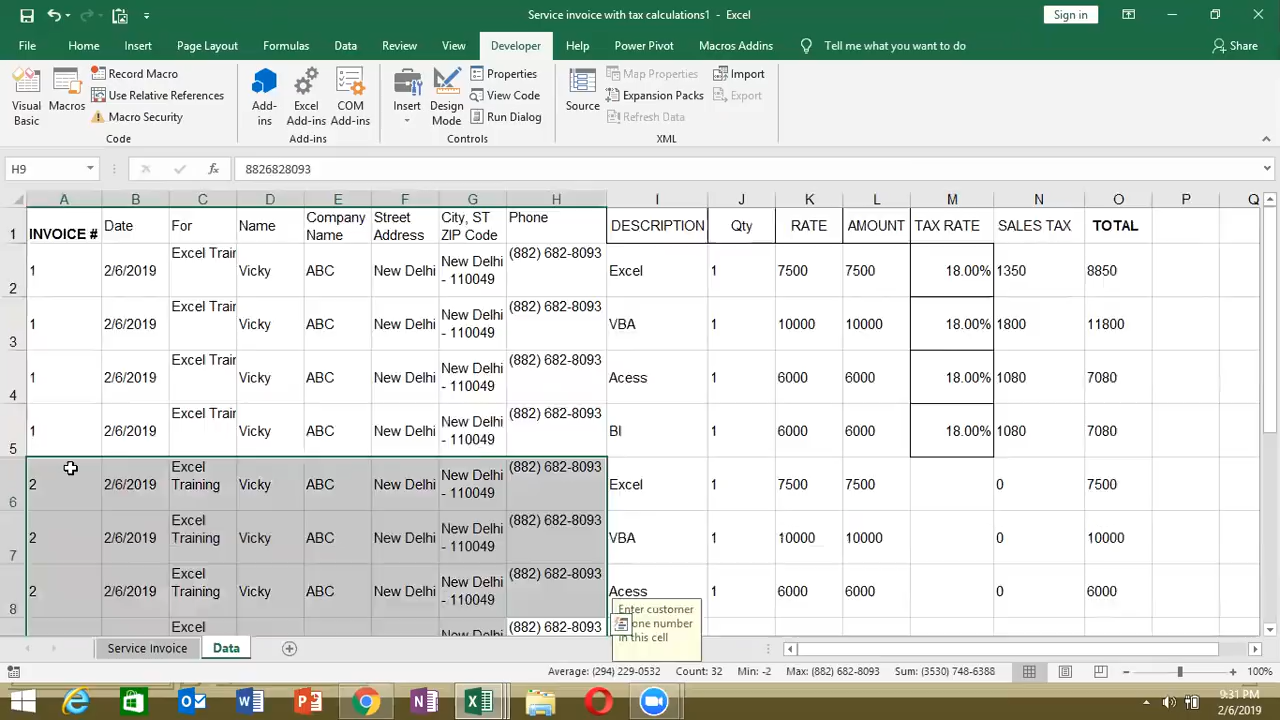 Service invoice with tax calculations1 - Excel
Sign in
File Home Insert Page Layout Formulas Data Review View Developer Help Power Pivot Macros Addins Tell me what you want to do Share
Visual Basic
Macros
Record Macro
Use Relative References
Macro Security
Code
Add-ins
Excel Add-ins
COM Add-ins
Add-ins
Insert
Design Mode
Properties
View Code
Run Dialog
Controls
Source
Map Properties
Expansion Packs
Refresh Data
Import
Export
XML
H9 fx 8826828093
A B C D E F G H I J K L M N O P Q
1 INVOICE # Date For Name Company Name Street Address City, ST ZIP Code Phone DESCRIPTION Qty RATE AMOUNT TAX RATE SALES TAX TOTAL
2 1 2/6/2019 Excel Trair Vicky ABC New Delhi New Delhi - 110049 (882) 682-8093 Excel 1 7500 7500 18.00% 1350 8850
3 1 2/6/2019 Excel Trair Vicky ABC New Delhi New Delhi - 110049 (882) 682-8093 VBA 1 10000 10000 18.00% 1800 11800
4 1 2/6/2019 Excel Trair Vicky ABC New Delhi New Delhi - 110049 (882) 682-8093 Acess 1 6000 6000 18.00% 1080 7080
5 1 2/6/2019 Excel Trair Vicky ABC New Delhi New Delhi - 110049 (882) 682-8093 BI 1 6000 6000 18.00% 1080 7080
6 2 2/6/2019 Excel Training Vicky ABC New Delhi New Delhi - 110049 (882) 682-8093 Excel 1 7500 7500 0 7500
7 2 2/6/2019 Excel Training Vicky ABC New Delhi New Delhi - 110049 (882) 682-8093 VBA 1 10000 10000 0 10000
8 2 2/6/2019 Excel Training Vicky ABC New Delhi New Delhi - 110049 (882) 682-8093 Acess 1 6000 6000 0 6000
Excel New Delhi (882) 682-8093
Enter customer
one number
in this cell
Service Invoice Data
Average: (294) 229-0532 Count: 32 Min: -2 Max: (882) 682-8093 Sum: (3530) 748-6388 100%
9:31 PM
2/6/2019